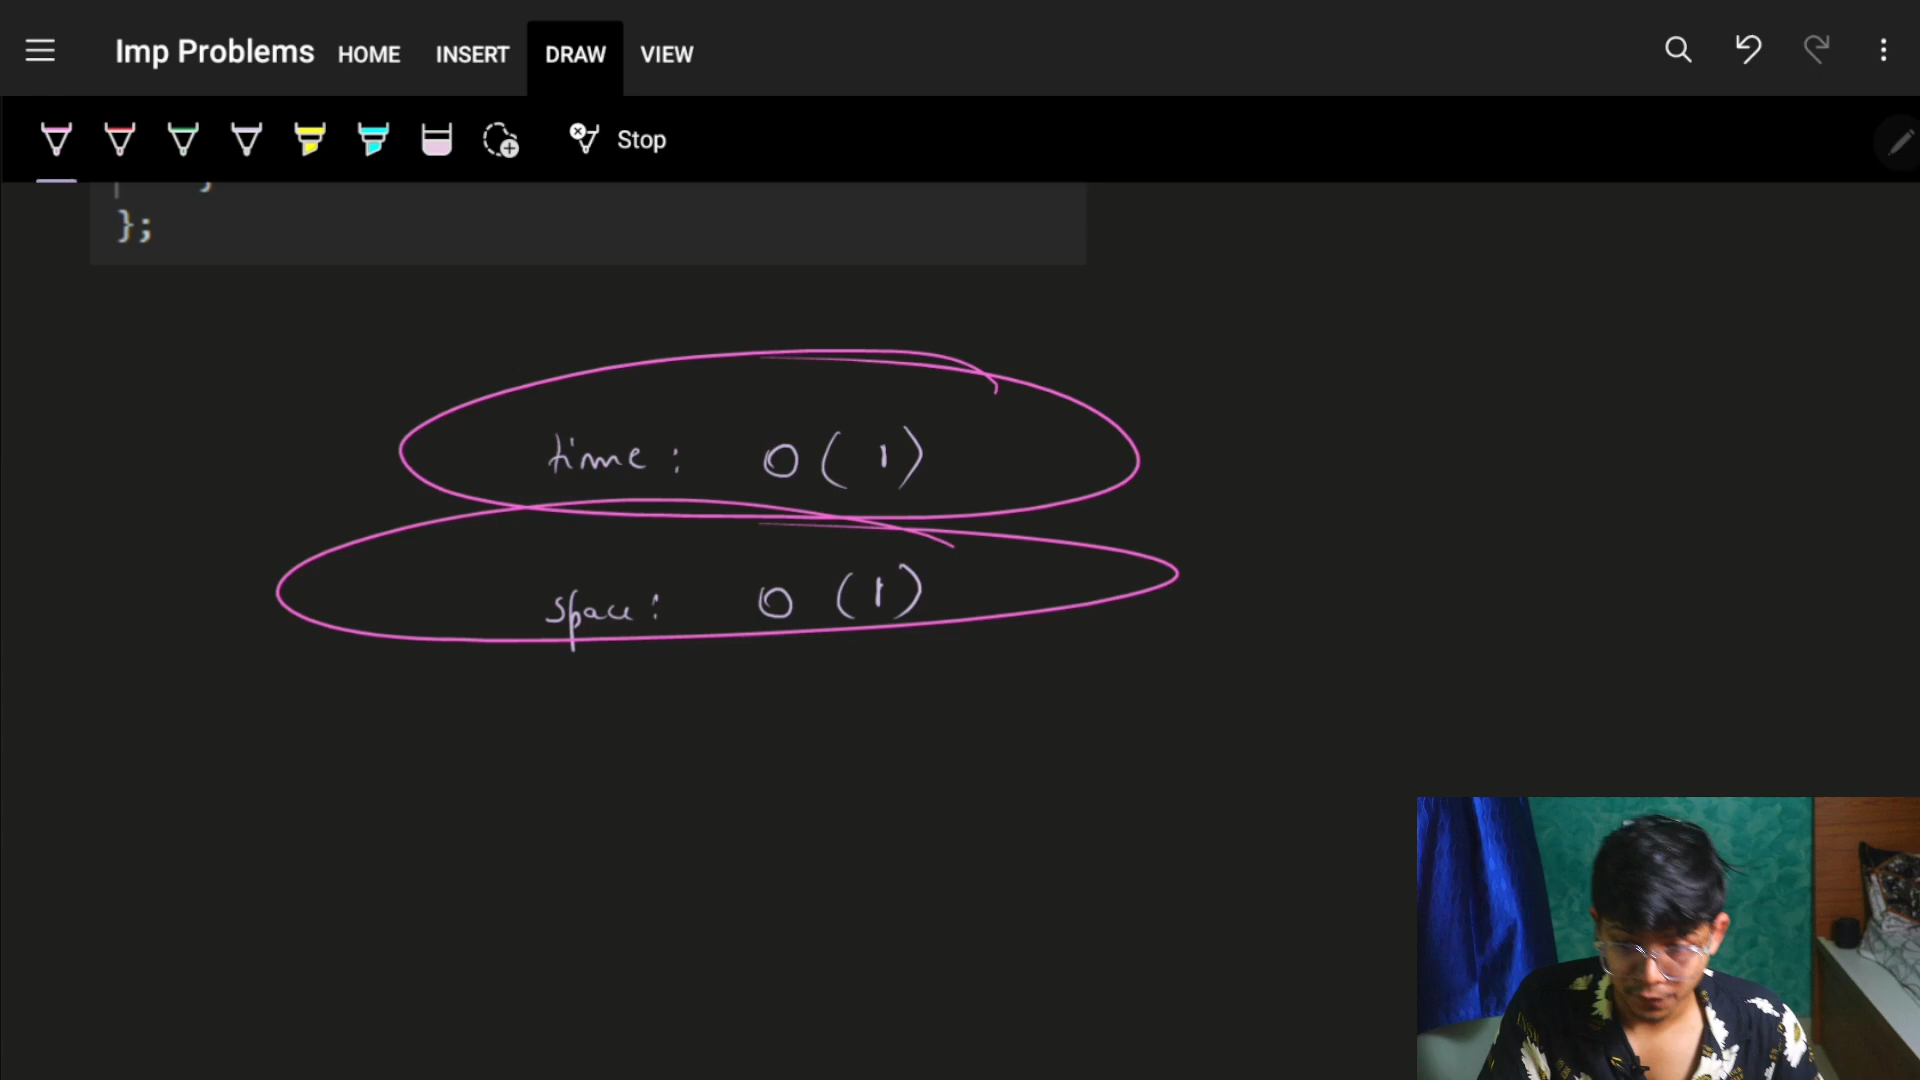 Imp Problems HOME INSERT DRAW VIEW
Stop
};
time: O(1)
space: O(1)